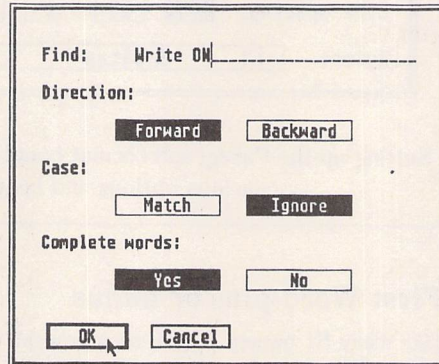 Find: Write ON
Direction:
Forward Backward
Case:
Match Ignore
Complete words:
Yes No
OK Cancel